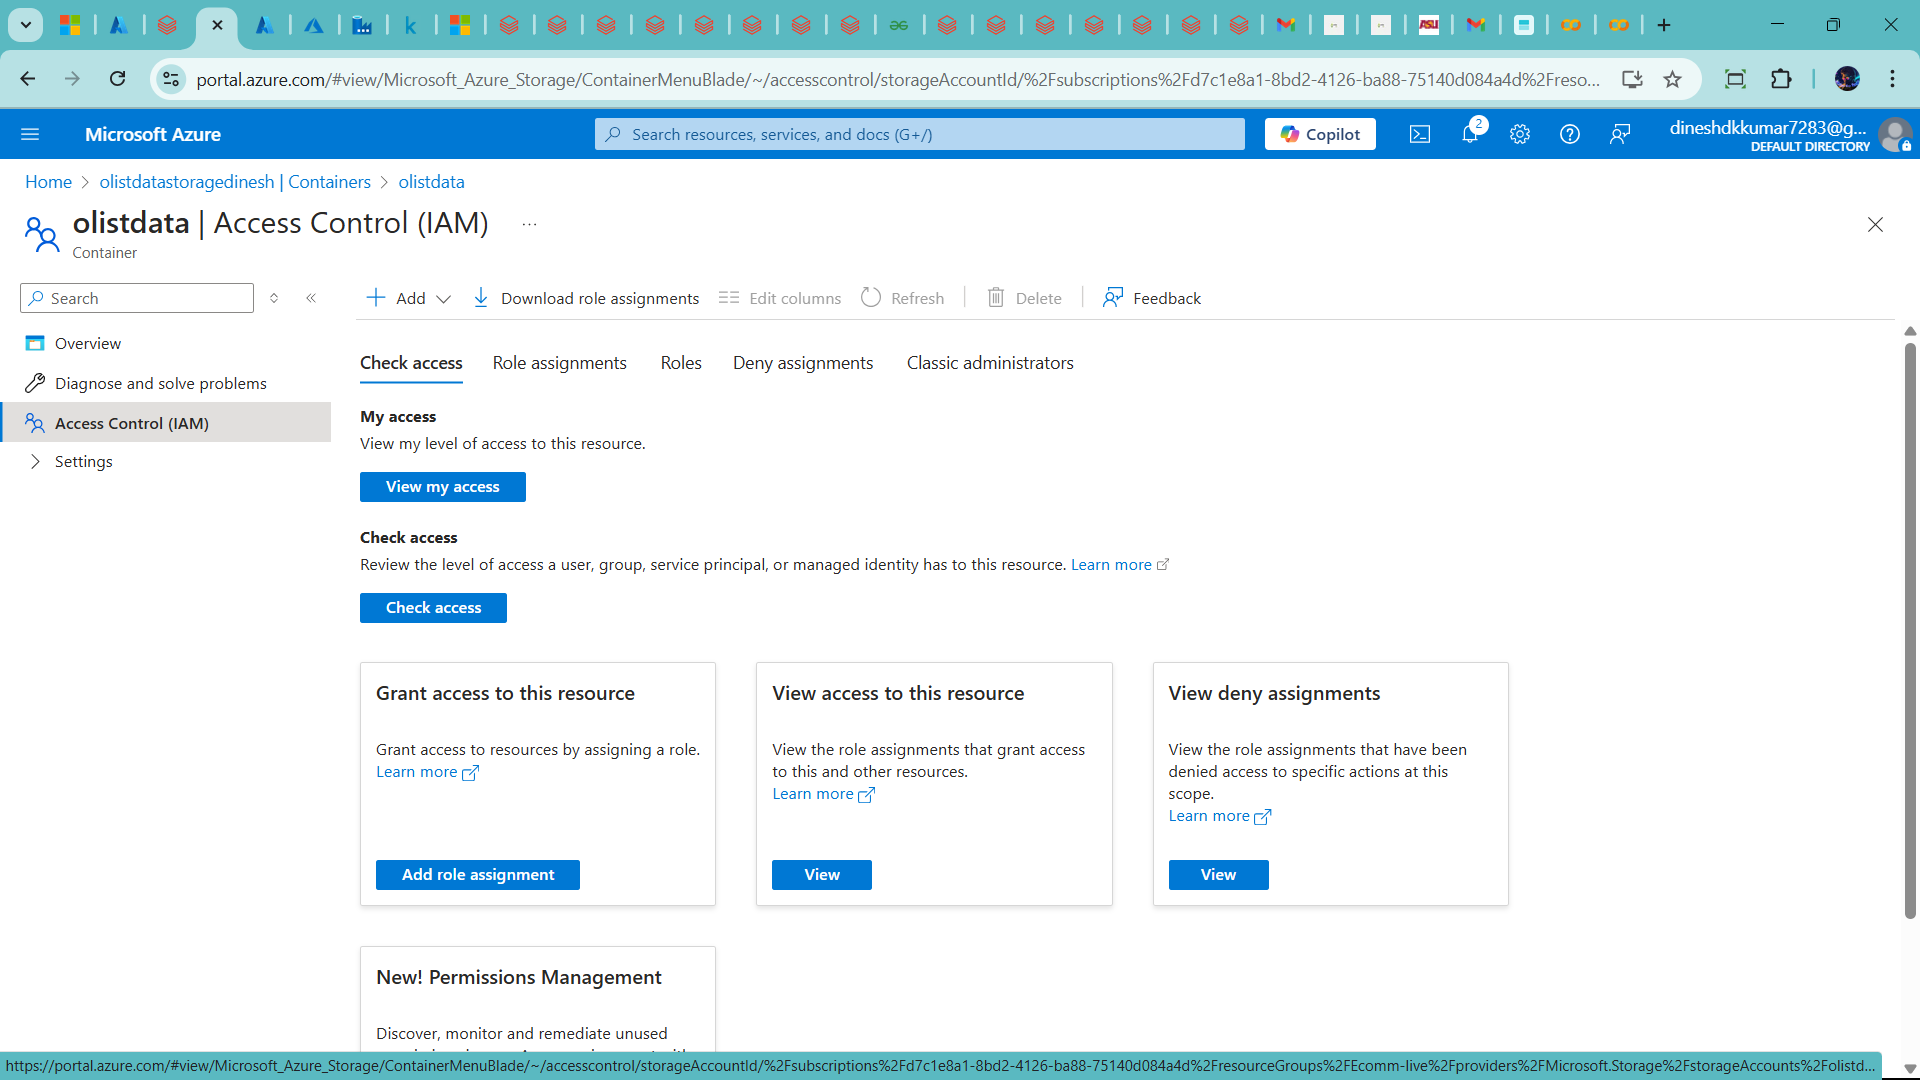 portal.azure.com/#view/Microsoft_Azure_Storage/ContainerMenuBlade/~/accesscontrol/storageAccountId/%2Fsubscriptions%2Fd7c1e8a1-8bd2-4126-ba88-75140d084a4d%2Freso...
Microsoft Azure
Search resources, services, and docs (G+/)
Copilot
2
dineshdkkumar7283@g...
DEFAULT DIRECTORY
Home > olistdatastoragedinesh | Containers > olistdata
olistdata | Access Control (IAM) ...
Container
Search
Add
Download role assignments
Edit columns
Refresh
Delete
Feedback
Overview
Diagnose and solve problems
Access Control (IAM)
Settings
Check access
Role assignments
Roles
Deny assignments
Classic administrators
My access
View my level of access to this resource.
View my access
Check access
Review the level of access a user, group, service principal, or managed identity has to this resource. Learn more
Check access
Grant access to this resource
Grant access to resources by assigning a role.
Learn more
Add role assignment
View access to this resource
View the role assignments that grant access
to this and other resources.
Learn more
View
View deny assignments
View the role assignments that have been
denied access to specific actions at this
scope.
Learn more
View
New! Permissions Management
Discover, monitor and remediate unused
https://portal.azure.com/#view/Microsoft_Azure_Storage/ContainerMenuBlade/~/accesscontrol/storageAccountId/%2Fsubscriptions%2Fd7c1e8a1-8bd2-4126-ba88-75140d084a4d%2FresourceGroups%2FEcomm-live%2Fproviders%2FMicrosoft.Storage%2FstorageAccounts%2Folistd...